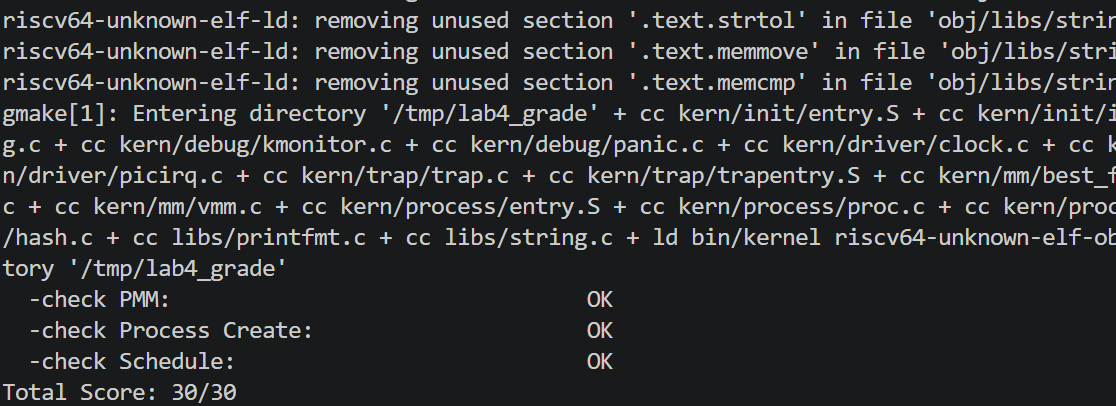 riscv64-unknown-elf-ld: removing unused section '.text.strtol' in file 'obj/libs/strin
riscv64-unknown-elf-ld: removing unused section '.text.memmove' in file 'obj/libs/stri
riscv64-unknown-elf-ld: removing unused section '.text.memcmp' in file 'obj/libs/strin
gmake[1]: Entering directory '/tmp/lab4_grade' + cc kern/init/entry.S + cc kern/init/i
g.c + cc kern/debug/kmonitor.c + cc kern/debug/panic.c + cc kern/driver/clock.c + cc k
n/driver/picirq.c + cc kern/trap/trap.c + cc kern/trap/trapentry.S + cc kern/mm/best_f
c + cc kern/mm/vmm.c + cc kern/process/entry.S + cc kern/process/proc.c + cc kern/proc
/hash.c + cc libs/printfmt.c + cc libs/string.c + ld bin/kernel riscv64-unknown-elf-ob
tory '/tmp/lab4_grade'
-check PMM: OK
-check Process Create: OK
-check Schedule: OK
Total Score: 30/30